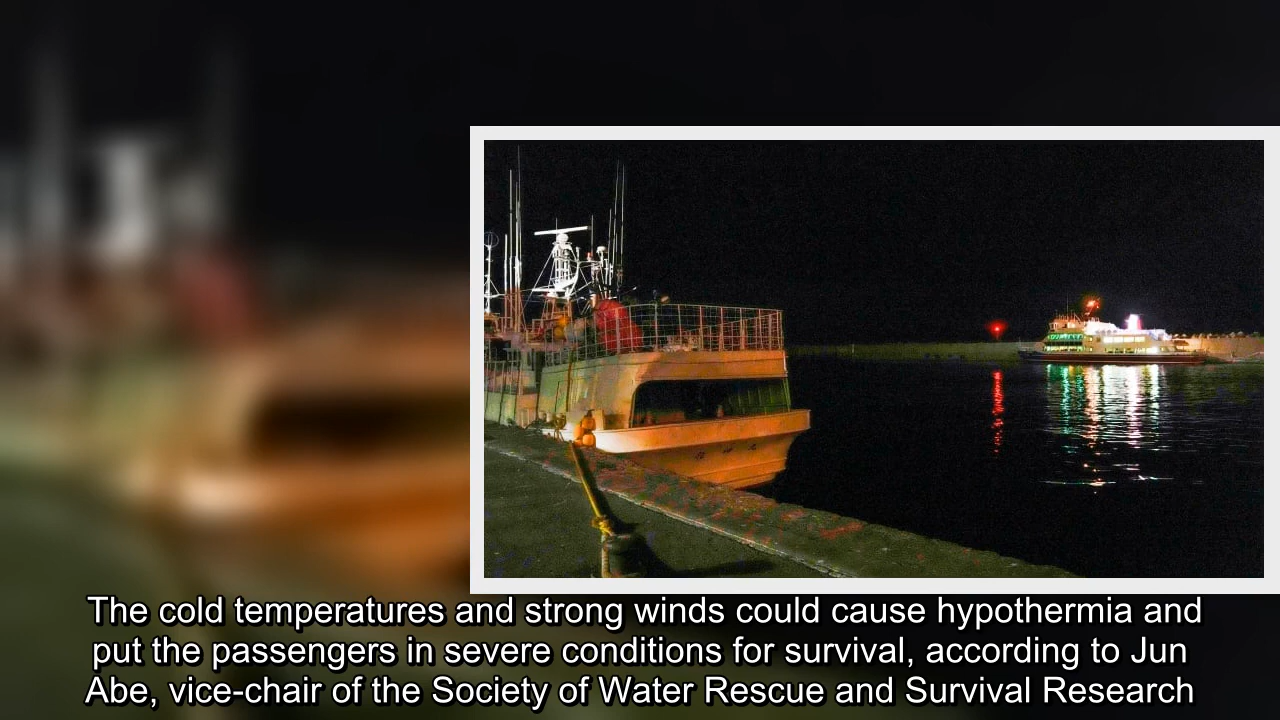 The cold temperatures and strong winds could cause hypothermia and
put the passengers in severe conditions for survival, according to Jun
Abe, vice-chair of the Society of Water Rescue and Survival Research